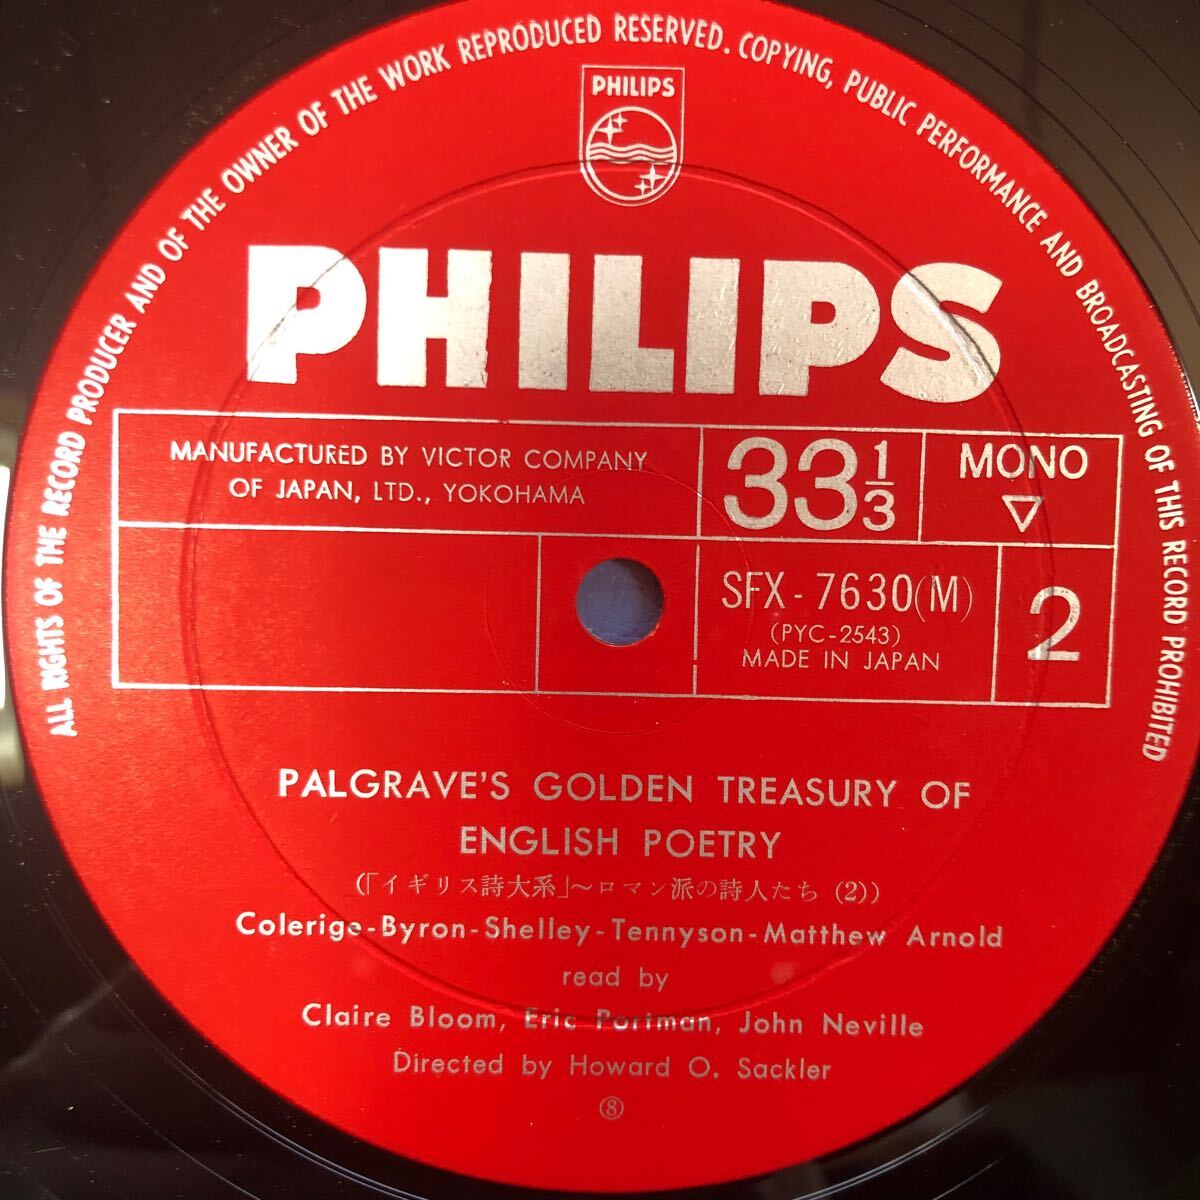 ALL RIGHTS OF THE RECORD PRODUCER AND OF THE OWNER OF THE WORK REPRODUCED RESERVED. COPYING, PUBLIC PERFORMANCE AND BROADCASTING OF THIS RECORD PROHIBITED
PHILIPS
PHILIPS
MANUFACTURED BY VICTOR COMPANY
OF JAPAN, LTD., YOKOHAMA
33 1/3
MONO
▽
SFX-7630(M)
(PYC-2543)
MADE IN JAPAN
2
PALGRAVE'S GOLDEN TREASURY OF
ENGLISH POETRY
(「イギリス詩大系」〜ロマン派の詩人たち (2))
Colerige-Byron-Shelley-Tennyson-Matthew Arnold
read by
Claire Bloom, Eric Portman, John Neville
Directed by Howard O. Sackler
⑧